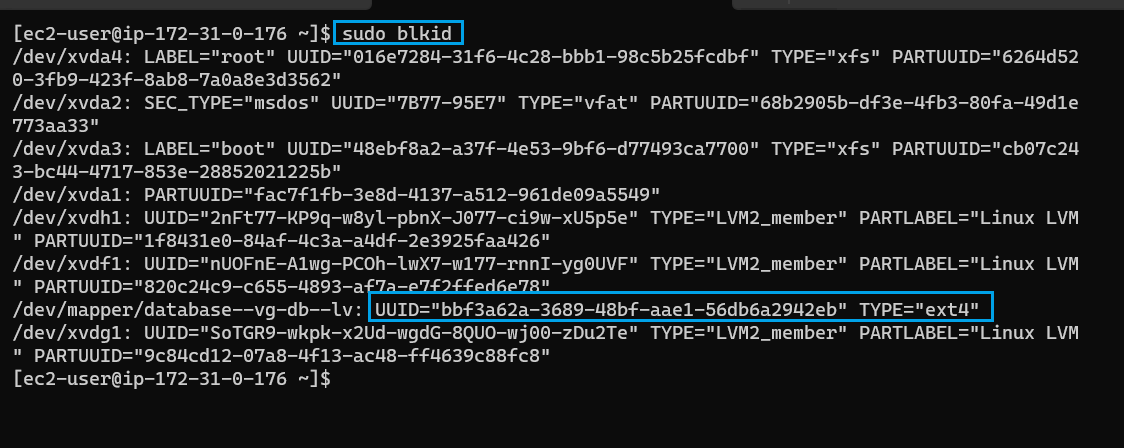 [ec2-user@ip-172-31-0-176 ~]$ sudo blkid
/dev/xvda4: LABEL="root" UUID="016e7284-31f6-4c28-bbb1-98c5b25fcdbf" TYPE="xfs" PARTUUID="6264d52
0-3fb9-423f-8ab8-7a0a8e3d3562"
/dev/xvda2: SEC_TYPE="msdos" UUID="7B77-95E7" TYPE="vfat" PARTUUID="68b2905b-df3e-4fb3-80fa-49d1e
773aa33"
/dev/xvda3: LABEL="boot" UUID="48ebf8a2-a37f-4e53-9bf6-d77493ca7700" TYPE="xfs" PARTUUID="cb07c24
3-bc44-4717-853e-28852021225b"
/dev/xvda1: PARTUUID="fac7f1fb-3e8d-4137-a512-961de09a5549"
/dev/xvdh1: UUID="2nFt77-KP9q-w8yl-pbnX-J077-ci9w-xU5p5e" TYPE="LVM2_member" PARTLABEL="Linux LVM
" PARTUUID="1f8431e0-84af-4c3a-a4df-2e3925faa426"
/dev/xvdf1: UUID="nUOFnE-A1wg-PCOh-lwX7-w177-rnnI-yg0UVF" TYPE="LVM2_member" PARTLABEL="Linux LVM
" PARTUUID="820c24c9-c655-4893-af7a-e7f2ffed6e78"
/dev/mapper/database--vg-db--lv: UUID="bbf3a62a-3689-48bf-aae1-56db6a2942eb" TYPE="ext4"
/dev/xvdg1: UUID="SoTGR9-wkpk-x2Ud-wgdG-8QUO-wj00-zDu2Te" TYPE="LVM2_member" PARTLABEL="Linux LVM
" PARTUUID="9c84cd12-07a8-4f13-ac48-ff4639c88fc8"
[ec2-user@ip-172-31-0-176 ~]$